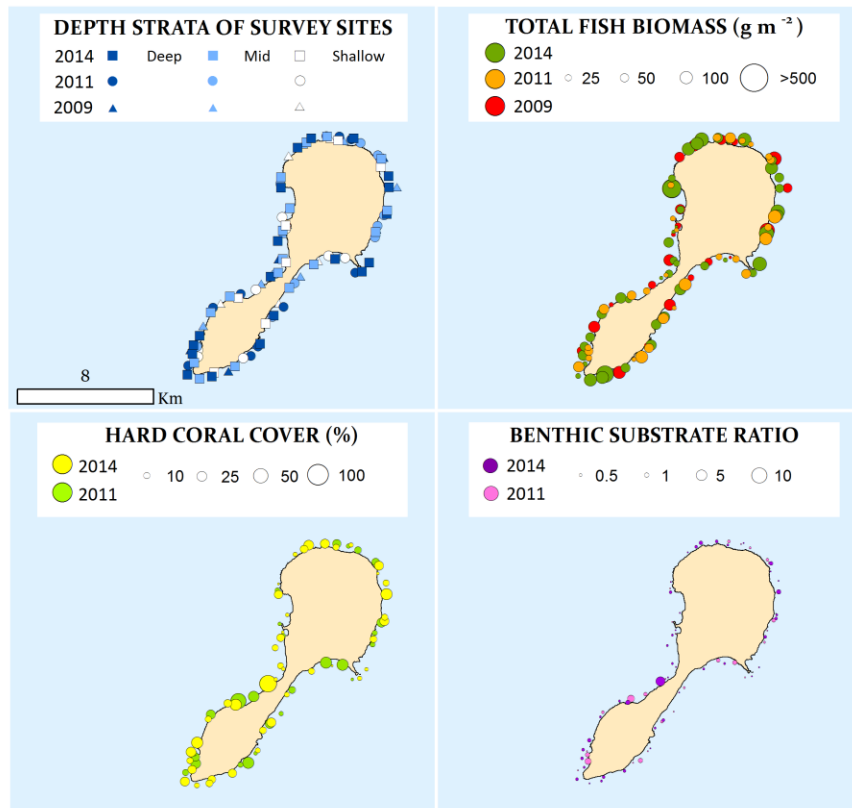 DEPTH STRATA OF SURVEY SITES
2014 Deep Mid Shallow
2011
2009
8
Km
TOTAL FISH BIOMASS (g m ⁻²)
2014
2011 25 50 100 >500
2009
HARD CORAL COVER (%)
2014 10 25 50 100
2011
BENTHIC SUBSTRATE RATIO
2014 0.5 1 5 10
2011